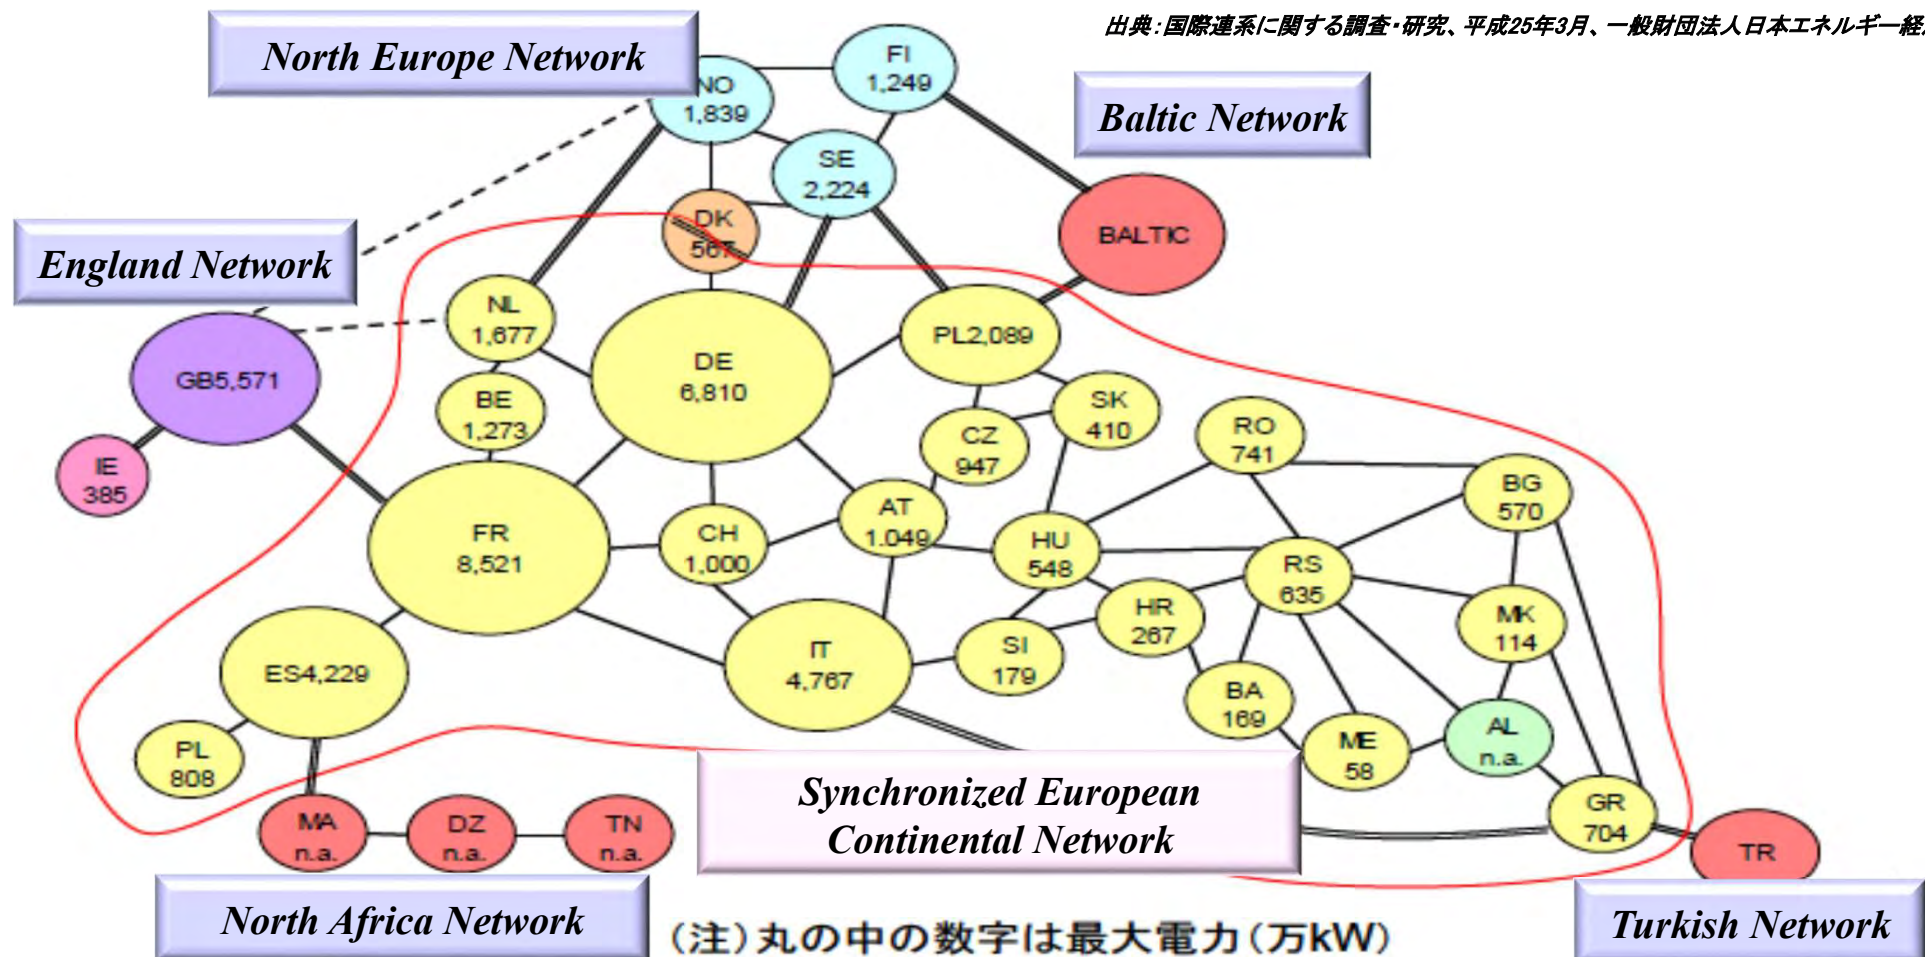 出典：国際連系に関する調査・研究、平成25年3月、一般財団法人日本エネルギー経
North Europe Network
NO
1,839
FI
1,249
Baltic Network
SE
2,224
DK
567
BALTIC
England Network
NL
1,677
GB5,571
DE
6,810
PL2,089
BE
1,273
SK
410
CZ
947
RO
741
IE
385
BG
570
FR
8,521
CH
1,000
AT
1.049
HU
548
RS
635
HR
267
MK
114
ES4,229
IT
4,767
SI
179
BA
169
PL
808
ME
58
AL
n.a.
Synchronized European
Continental Network
GR
704
MA
n.a.
DZ
n.a.
TN
n.a.
TR
North Africa Network
（注）丸の中の数字は最大電力（万kW）
Turkish Network